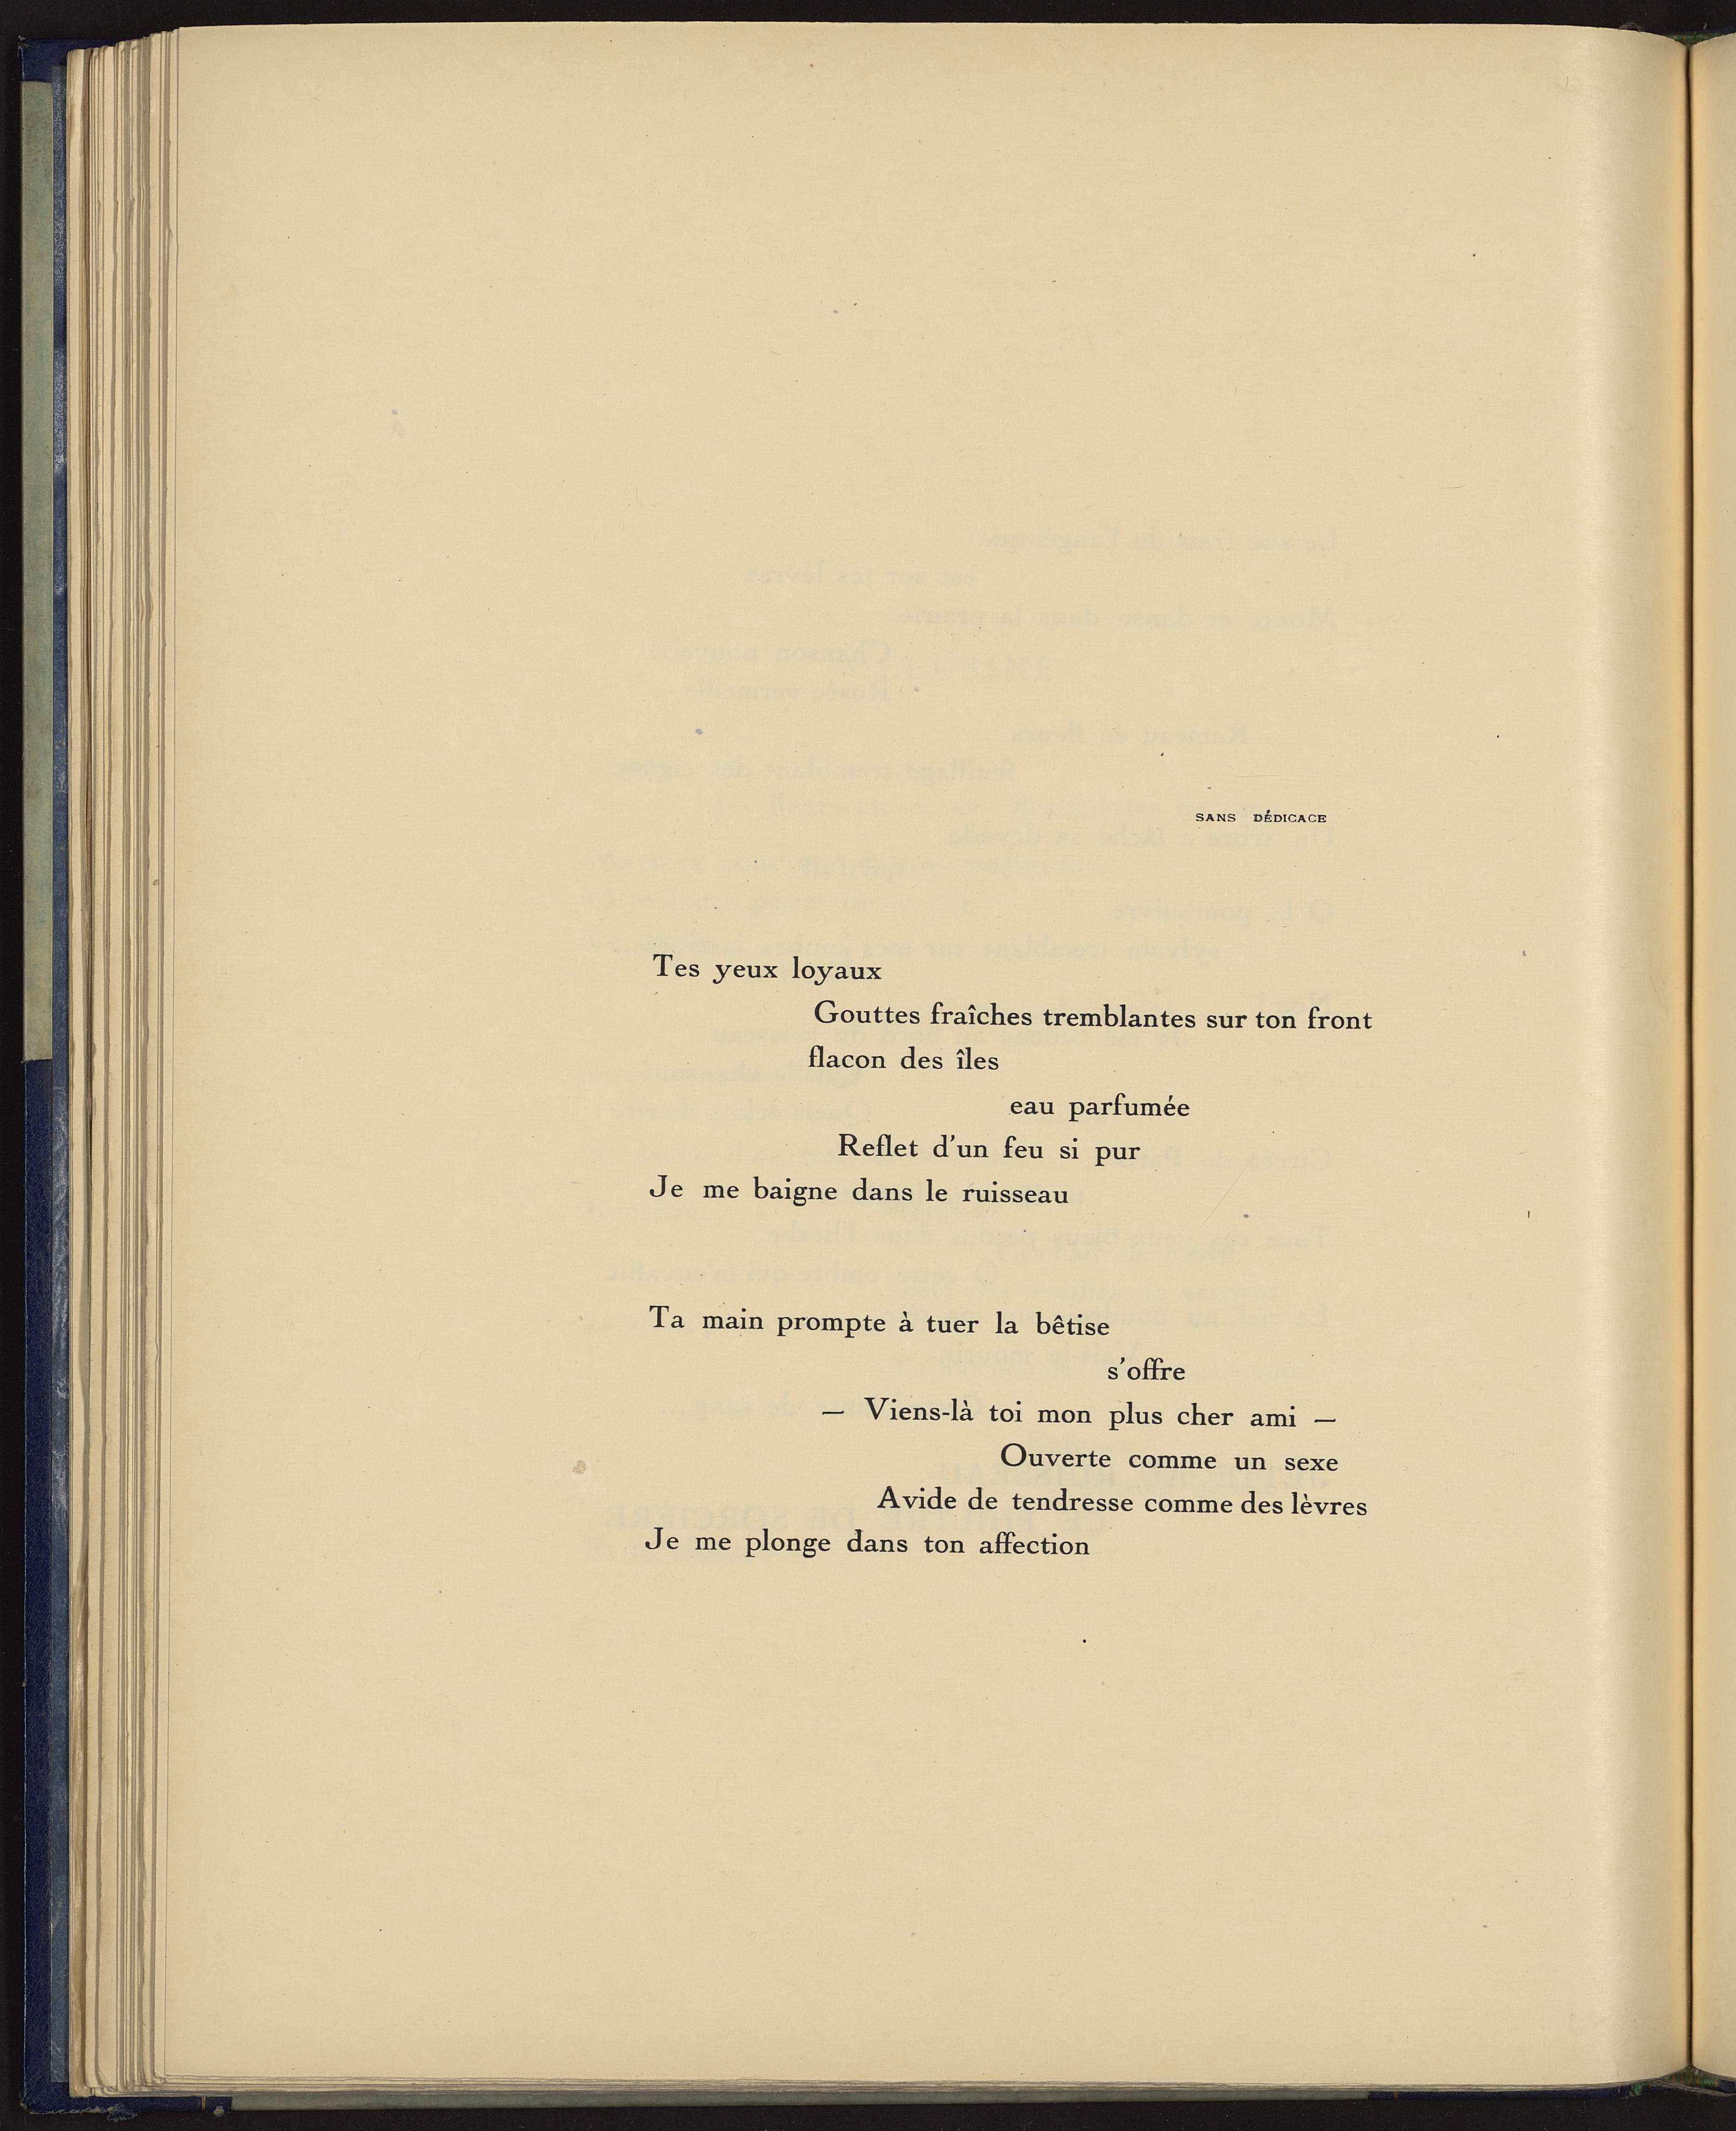 SANS DÉDICACE
Tes yeux loyaux
Gouttes fraîches tremblantes sur ton front
flacon des îles
eau parfumée
Reflet d'un feu si pur
Je me baigne dans le ruisseau
Ta main prompte à tuer la bêtise
s'offre
— Viens-là toi mon plus cher ami —
Ouverte comme un sexe
Avide de tendresse comme des lèvres
Je me plonge dans ton affection